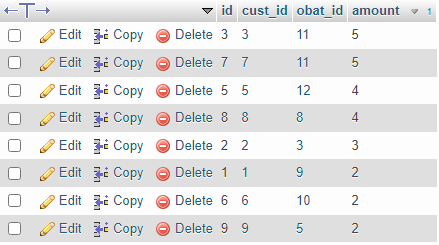 id cust_id obat_id amount 1
Edit Copy Delete 3 3 11 5
Edit Copy Delete 7 7 11 5
Edit Copy Delete 5 5 12 4
Edit Copy Delete 8 8 8 4
Edit Copy Delete 2 2 3 3
Edit Copy Delete 1 1 9 2
Edit Copy Delete 6 6 10 2
Edit Copy Delete 9 9 5 2